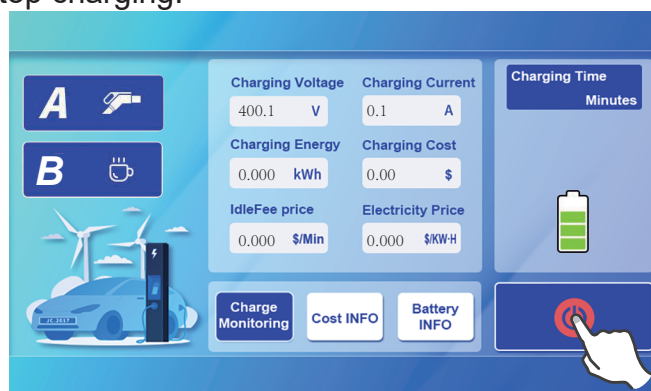 top charging.
A
B
Charging Voltage Charging Current
400.1 V 0.1 A
Charging Energy Charging Cost
0.000 kWh 0.00 $
IdleFee price Electricity Price
0.000 $/Min 0.000 $/KW·H
Charging Time
Minutes
JC·2017
Charge
Monitoring
Cost INFO
Battery
INFO